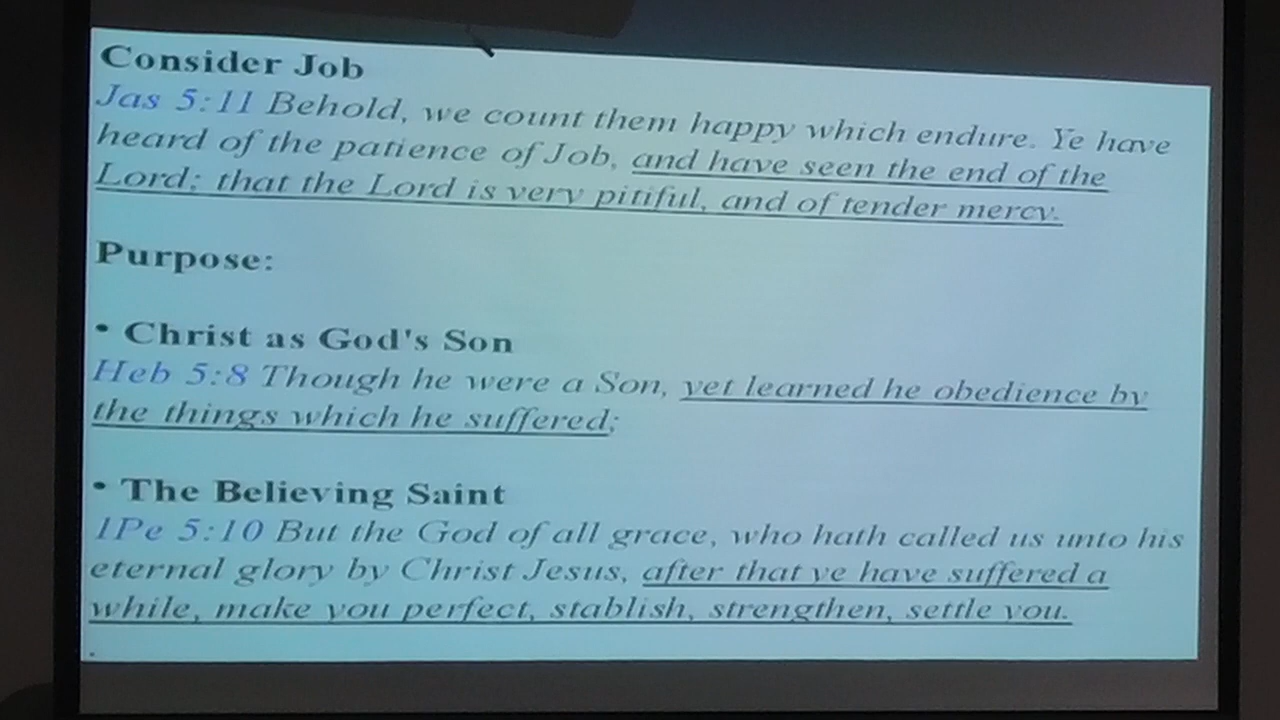 Consider Job
Jas 5:11 Behold, we count them happy which endure. Ye have
heard of the patience of Job, and have seen the end of the
Lord; that the Lord is very pitiful, and of tender mercy.
Purpose:
• Christ as God's Son
Heb 5:8 Though he were a Son, yet learned he obedience by
the things which he suffered;
• The Believing Saint
1Pe 5:10 But the God of all grace, who hath called us unto his
eternal glory by Christ Jesus, after that ye have suffered a
while, make you perfect, stablish, strengthen, settle you.
.